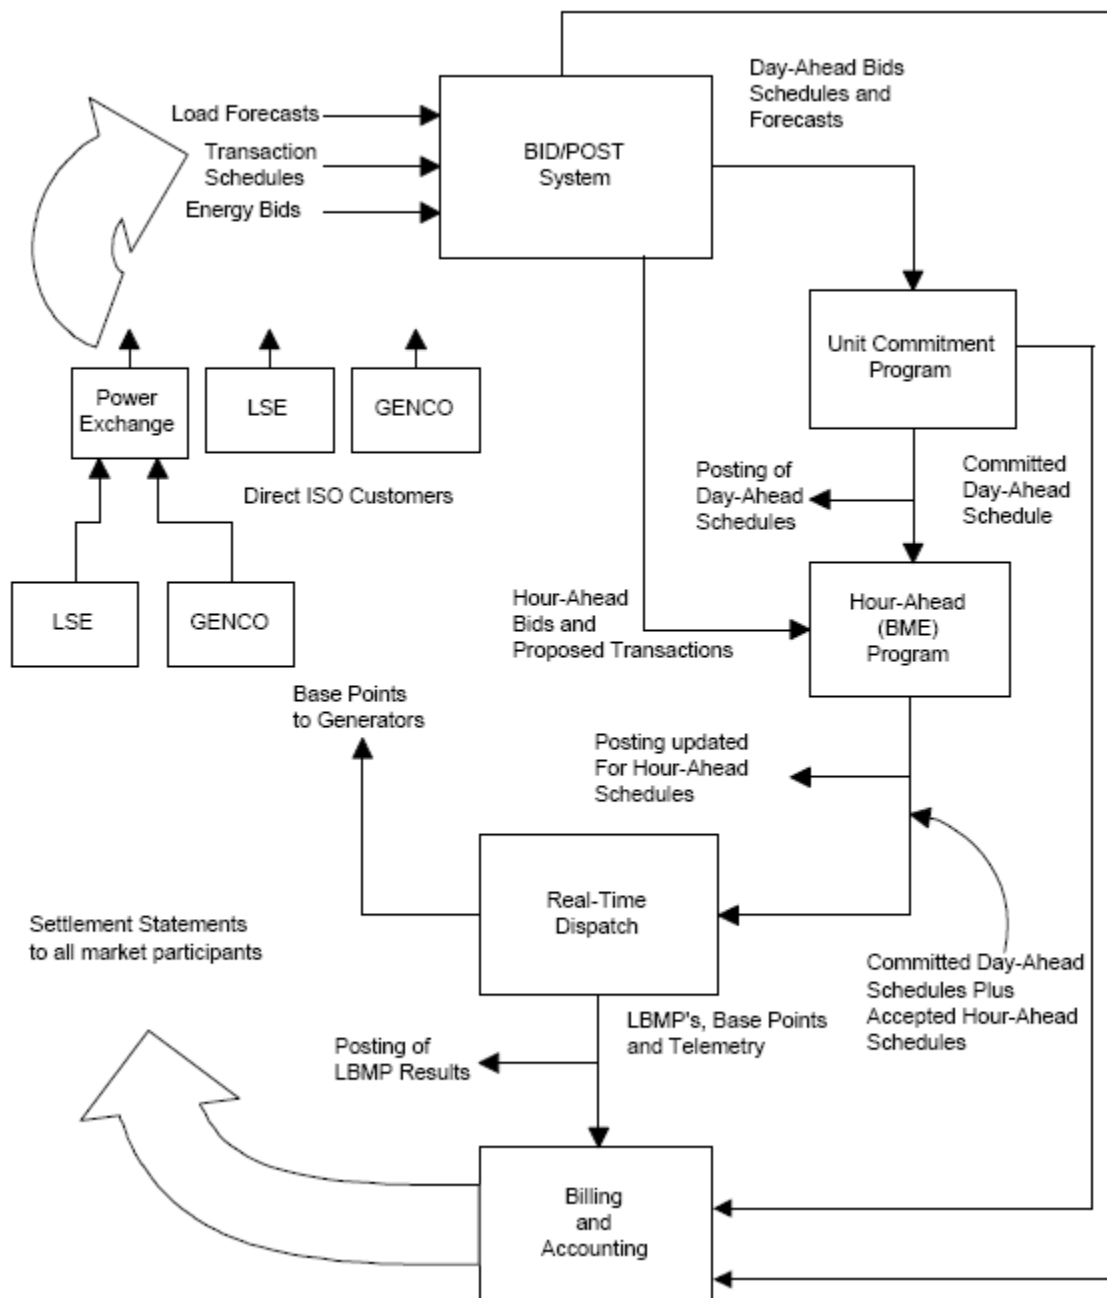 Day-Ahead Bids
Schedules and
Forecasts
Load Forecasts
Transaction
Schedules
Energy Bids
BID/POST
System
Unit Commitment
Program
Power
Exchange
LSE
GENCO
Direct ISO Customers
Posting of
Day-Ahead
Schedules
Committed
Day-Ahead
Schedule
LSE
GENCO
Hour-Ahead
Bids and
Proposed Transactions
Hour-Ahead
(BME)
Program
Base Points
to Generators
Posting updated
For Hour-Ahead
Schedules
Real-Time
Dispatch
Settlement Statements
to all market participants
Committed Day-Ahead
Schedules Plus
Accepted Hour-Ahead
Schedules
LBMP's, Base Points
and Telemetry
Posting of
LBMP Results
Billing
and
Accounting